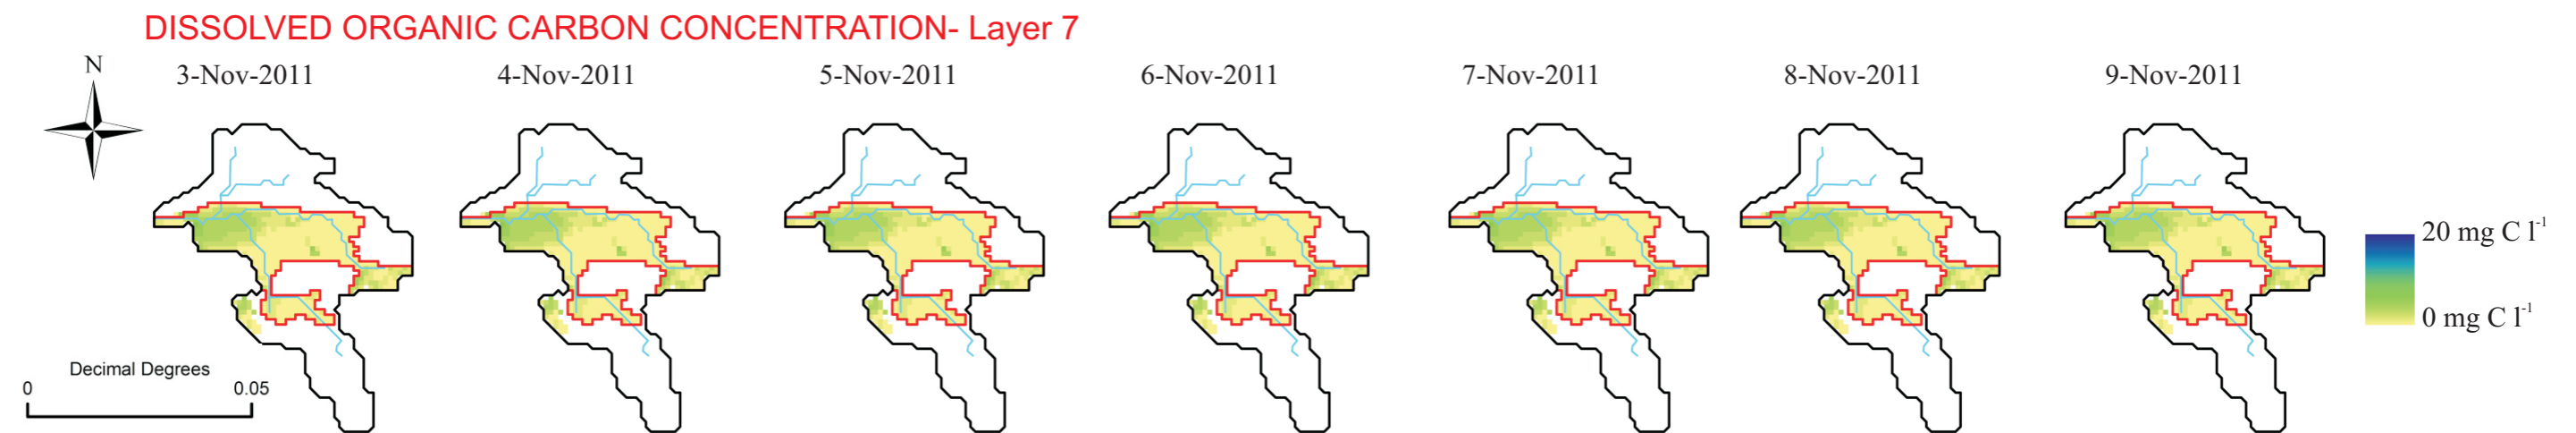 DISSOLVED ORGANIC CARBON CONCENTRATION- Layer 7
N
3-Nov-2011 4-Nov-2011 5-Nov-2011 6-Nov-2011 7-Nov-2011 8-Nov-2011 9-Nov-2011
20 mg C l⁻¹
0 mg C l⁻¹
Decimal Degrees
0 0.05